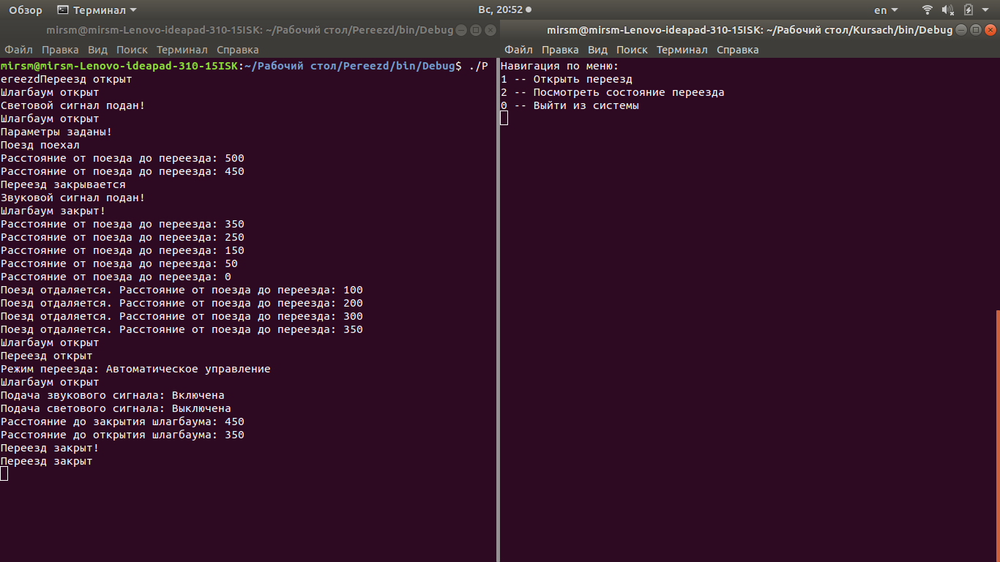 Обзор Терминал Вс, 20:52 en
mirsm@mirsm-Lenovo-ideapad-310-15ISK: ~/Рабочий стол/Pereezd/bin/Debug
Файл Правка Вид Поиск Терминал Справка
mirsm@mirsm-Lenovo-ideapad-310-15ISK:~/Рабочий стол/Pereezd/bin/Debug$ ./P
ereezdПереезд открыт
Шлагбаум открыт
Световой сигнал подан!
Шлагбаум открыт
Параметры заданы!
Поезд поехал
Расстояние от поезда до переезда: 500
Расстояние от поезда до переезда: 450
Переезд закрывается
Звуковой сигнал подан!
Шлагбаум закрыт!
Расстояние от поезда до переезда: 350
Расстояние от поезда до переезда: 250
Расстояние от поезда до переезда: 150
Расстояние от поезда до переезда: 50
Расстояние от поезда до переезда: 0
Поезд отдаляется. Расстояние от поезда до переезда: 100
Поезд отдаляется. Расстояние от поезда до переезда: 200
Поезд отдаляется. Расстояние от поезда до переезда: 300
Поезд отдаляется. Расстояние от поезда до переезда: 350
Шлагбаум открыт
Переезд открыт
Режим переезда: Автоматическое управление
Шлагбаум открыт
Подача звукового сигнала: Включена
Подача светового сигнала: Выключена
Расстояние до закрытия шлагбаума: 450
Расстояние до открытия шлагбаума: 350
Переезд закрыт!
Переезд закрыт
mirsm@mirsm-Lenovo-ideapad-310-15ISK: ~/Рабочий стол/Kursach/bin/Debug
Файл Правка Вид Поиск Терминал Справка
Навигация по меню:
1 -- Открыть переезд
2 -- Посмотреть состояние переезда
0 -- Выйти из системы